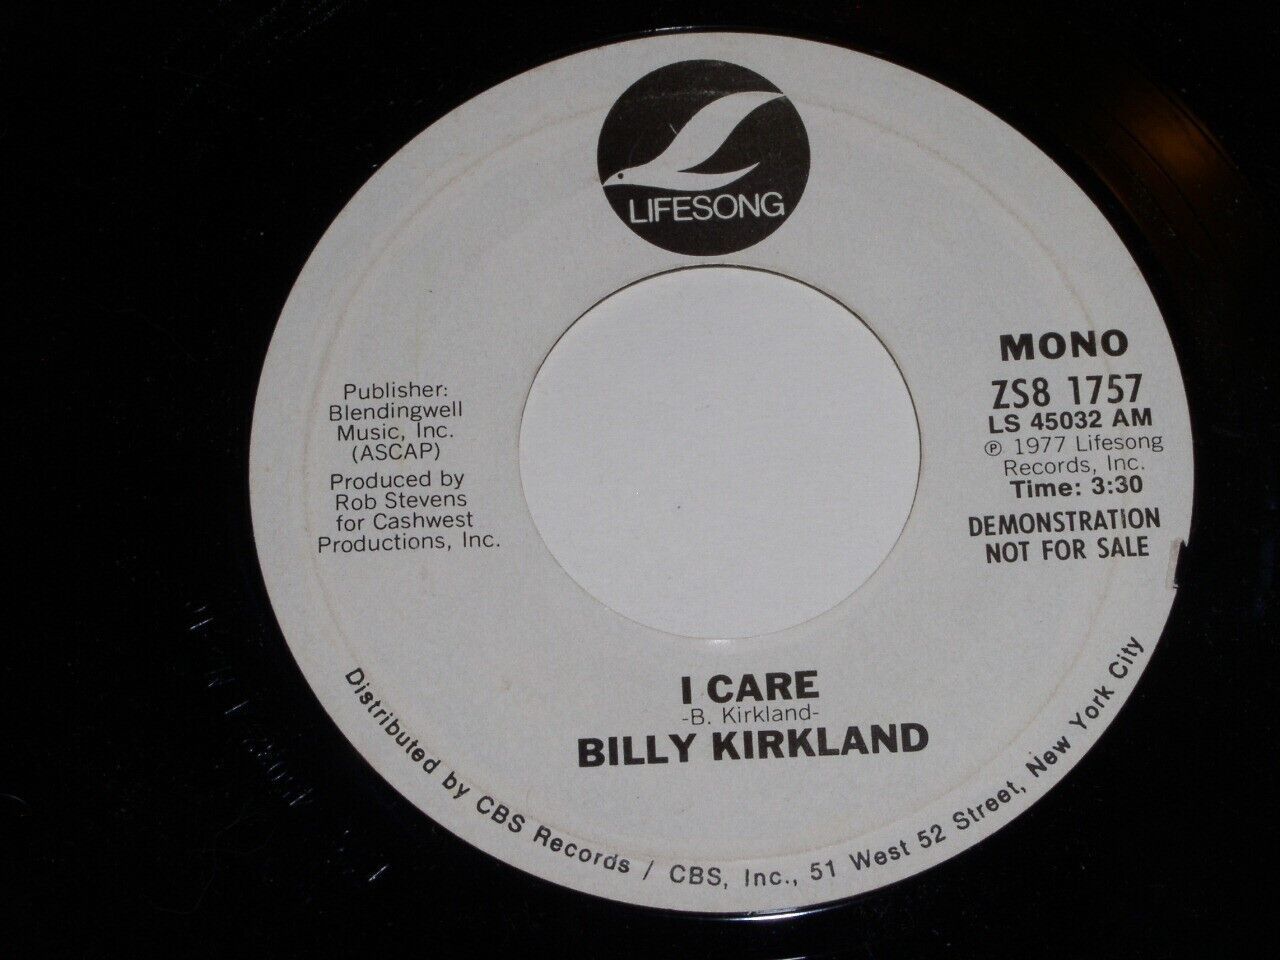 LIFESONG
MONO
ZS8 1757
LS 45032 AM
℗ 1977 Lifesong
Records, Inc.
Time: 3:30
DEMONSTRATION
NOT FOR SALE
Publisher:
Blendingwell
Music, Inc.
(ASCAP)
Produced by
Rob Stevens
for Cashwest
Productions, Inc.
I CARE
-B. Kirkland-
BILLY KIRKLAND
Distributed by CBS Records / CBS, Inc., 51 West 52 Street, New York City